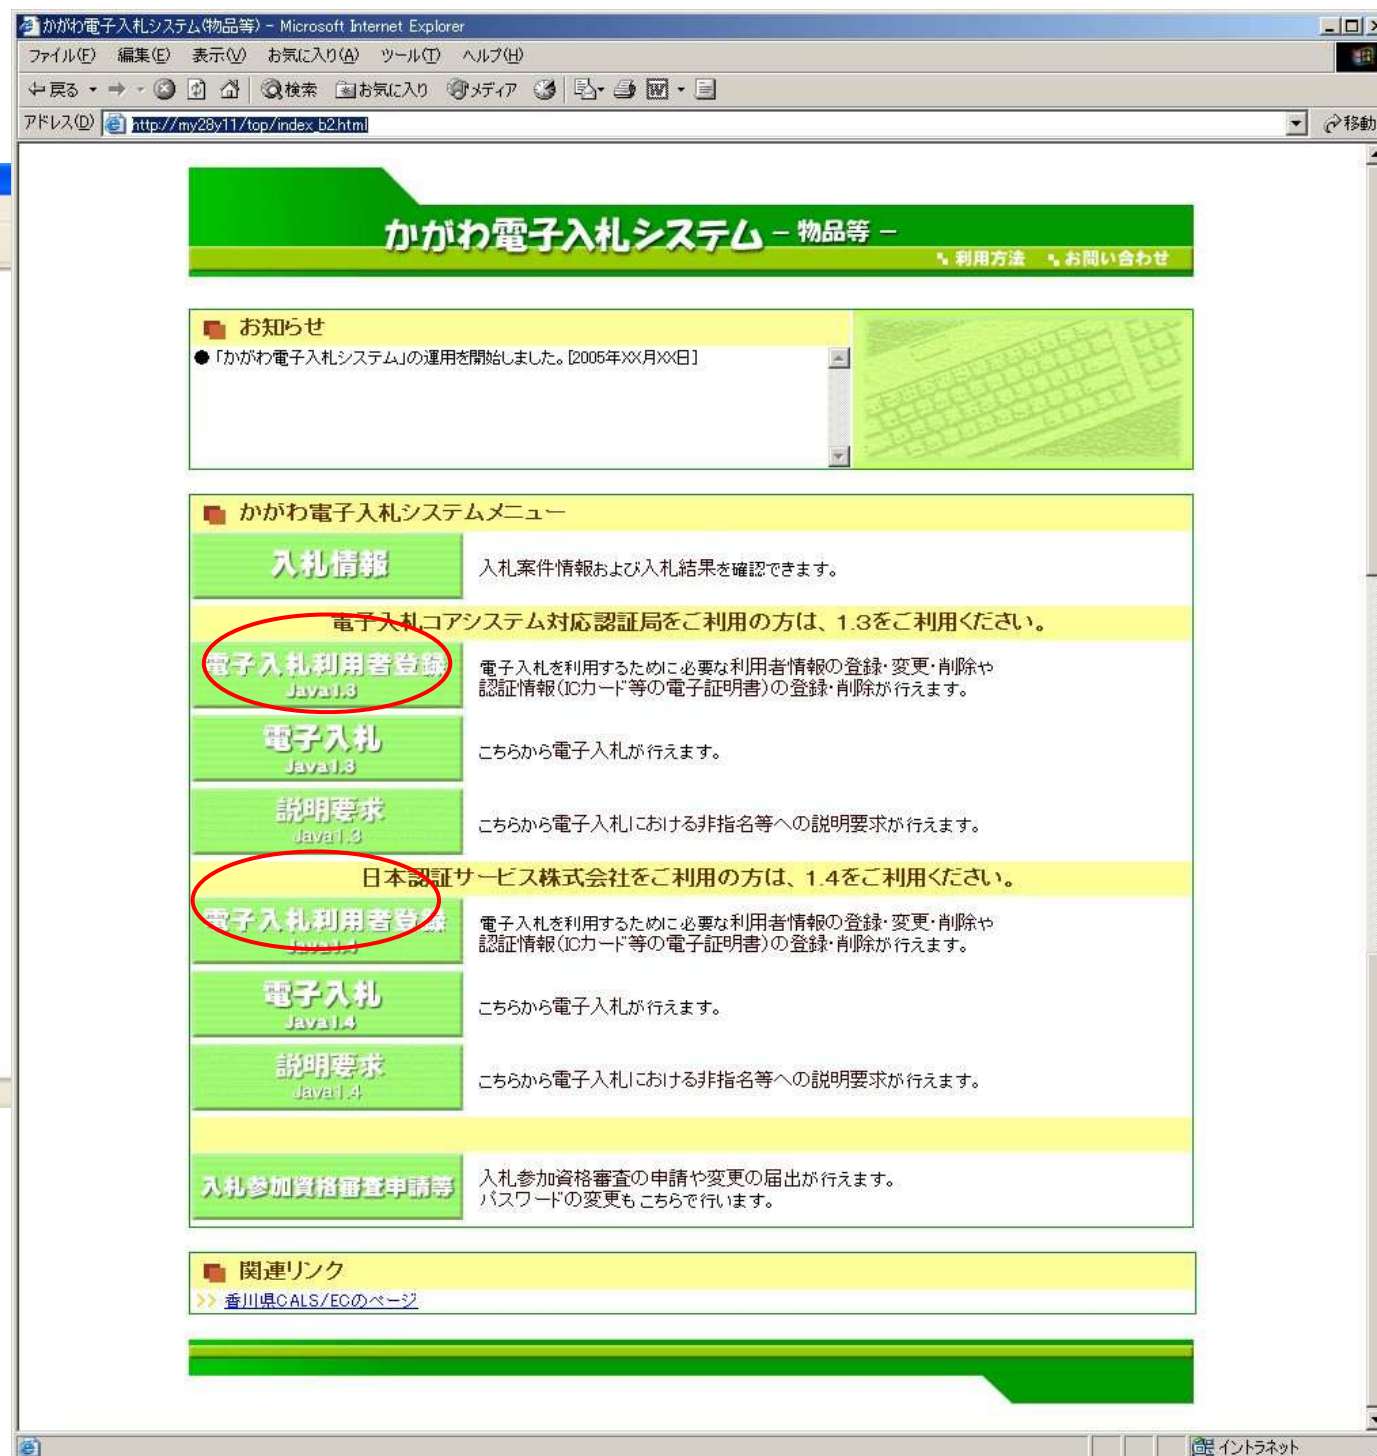 かがわ電子入札システム(物品等) - Microsoft Internet Explorer
ファイル(F) 編集(E) 表示(V) お気に入り(A) ツール(T) ヘルプ(H)
戻る 検索 お気に入り メディア
アドレス(D) http://my28y11/top/index_b2.html 移動
かがわ電子入札システム - 物品等 -
利用方法 お問い合わせ
お知らせ
●「かがわ電子入札システム」の運用を開始しました。[2005年XX月XX日]
かがわ電子入札システムメニュー
入札情報 入札案件情報および入札結果を確認できます。
電子入札コアシステム対応認証局をご利用の方は、1.3をご利用ください。
電子入札利用者登録
Java1.3
電子入札を利用するために必要な利用者情報の登録・変更・削除や
認証情報(ICカード等の電子証明書)の登録・削除が行えます。
電子入札
Java1.3
こちらから電子入札が行えます。
説明要求
Java1.3
こちらから電子入札における非指名等への説明要求が行えます。
日本認証サービス株式会社をご利用の方は、1.4をご利用ください。
電子入札利用者登録
Java1.4
電子入札を利用するために必要な利用者情報の登録・変更・削除や
認証情報(ICカード等の電子証明書)の登録・削除が行えます。
電子入札
Java1.4
こちらから電子入札が行えます。
説明要求
Java1.4
こちらから電子入札における非指名等への説明要求が行えます。
入札参加資格審査申請等
入札参加資格審査の申請や変更の届出が行えます。
パスワードの変更もこちらで行います。
関連リンク
>> 香川県CALS/ECのページ
イントラネット